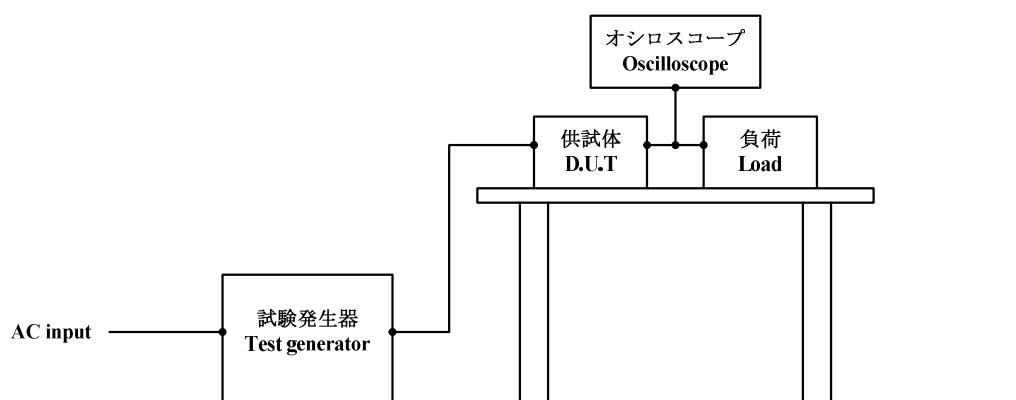 オシロスコープ
Oscilloscope
供試体
D.U.T
負荷
Load
試験発生器
Test generator
AC input